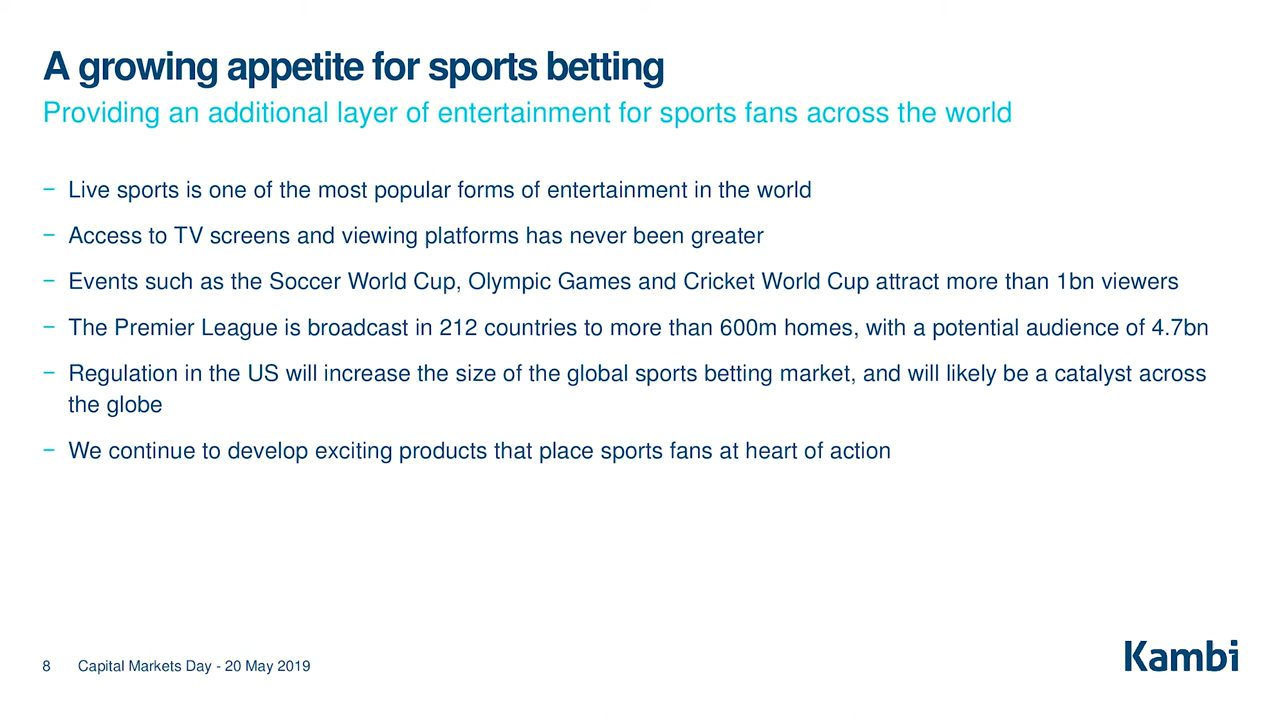 A growing appetite for sports betting
Providing an additional layer of entertainment for sports fans across the world
− Live sports is one of the most popular forms of entertainment in the world
− Access to TV screens and viewing platforms has never been greater
− Events such as the Soccer World Cup, Olympic Games and Cricket World Cup attract more than 1bn viewers
− The Premier League is broadcast in 212 countries to more than 600m homes, with a potential audience of 4.7bn
− Regulation in the US will increase the size of the global sports betting market, and will likely be a catalyst across
the globe
− We continue to develop exciting products that place sports fans at heart of action
8 Capital Markets Day - 20 May 2019
Kambi